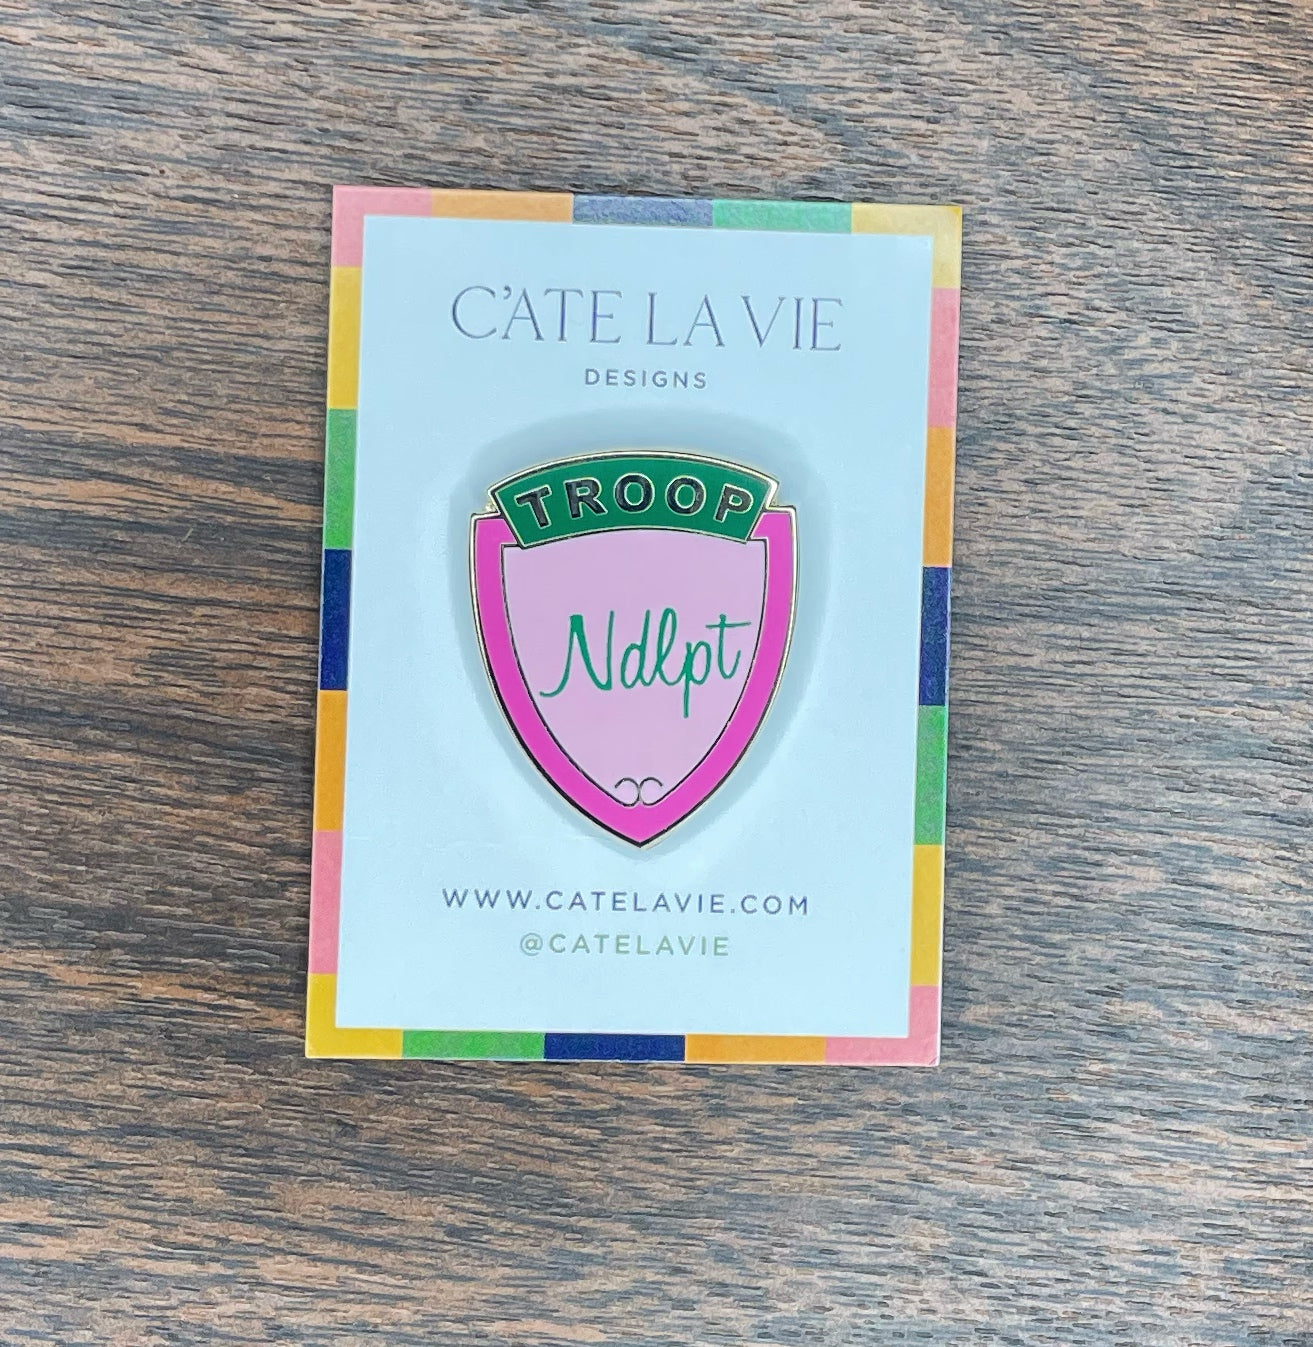 C'ATE LA VIE
DESIGNS
TROOP
Ndlpt
WWW.CATELAVIE.COM
@CATELAVIE